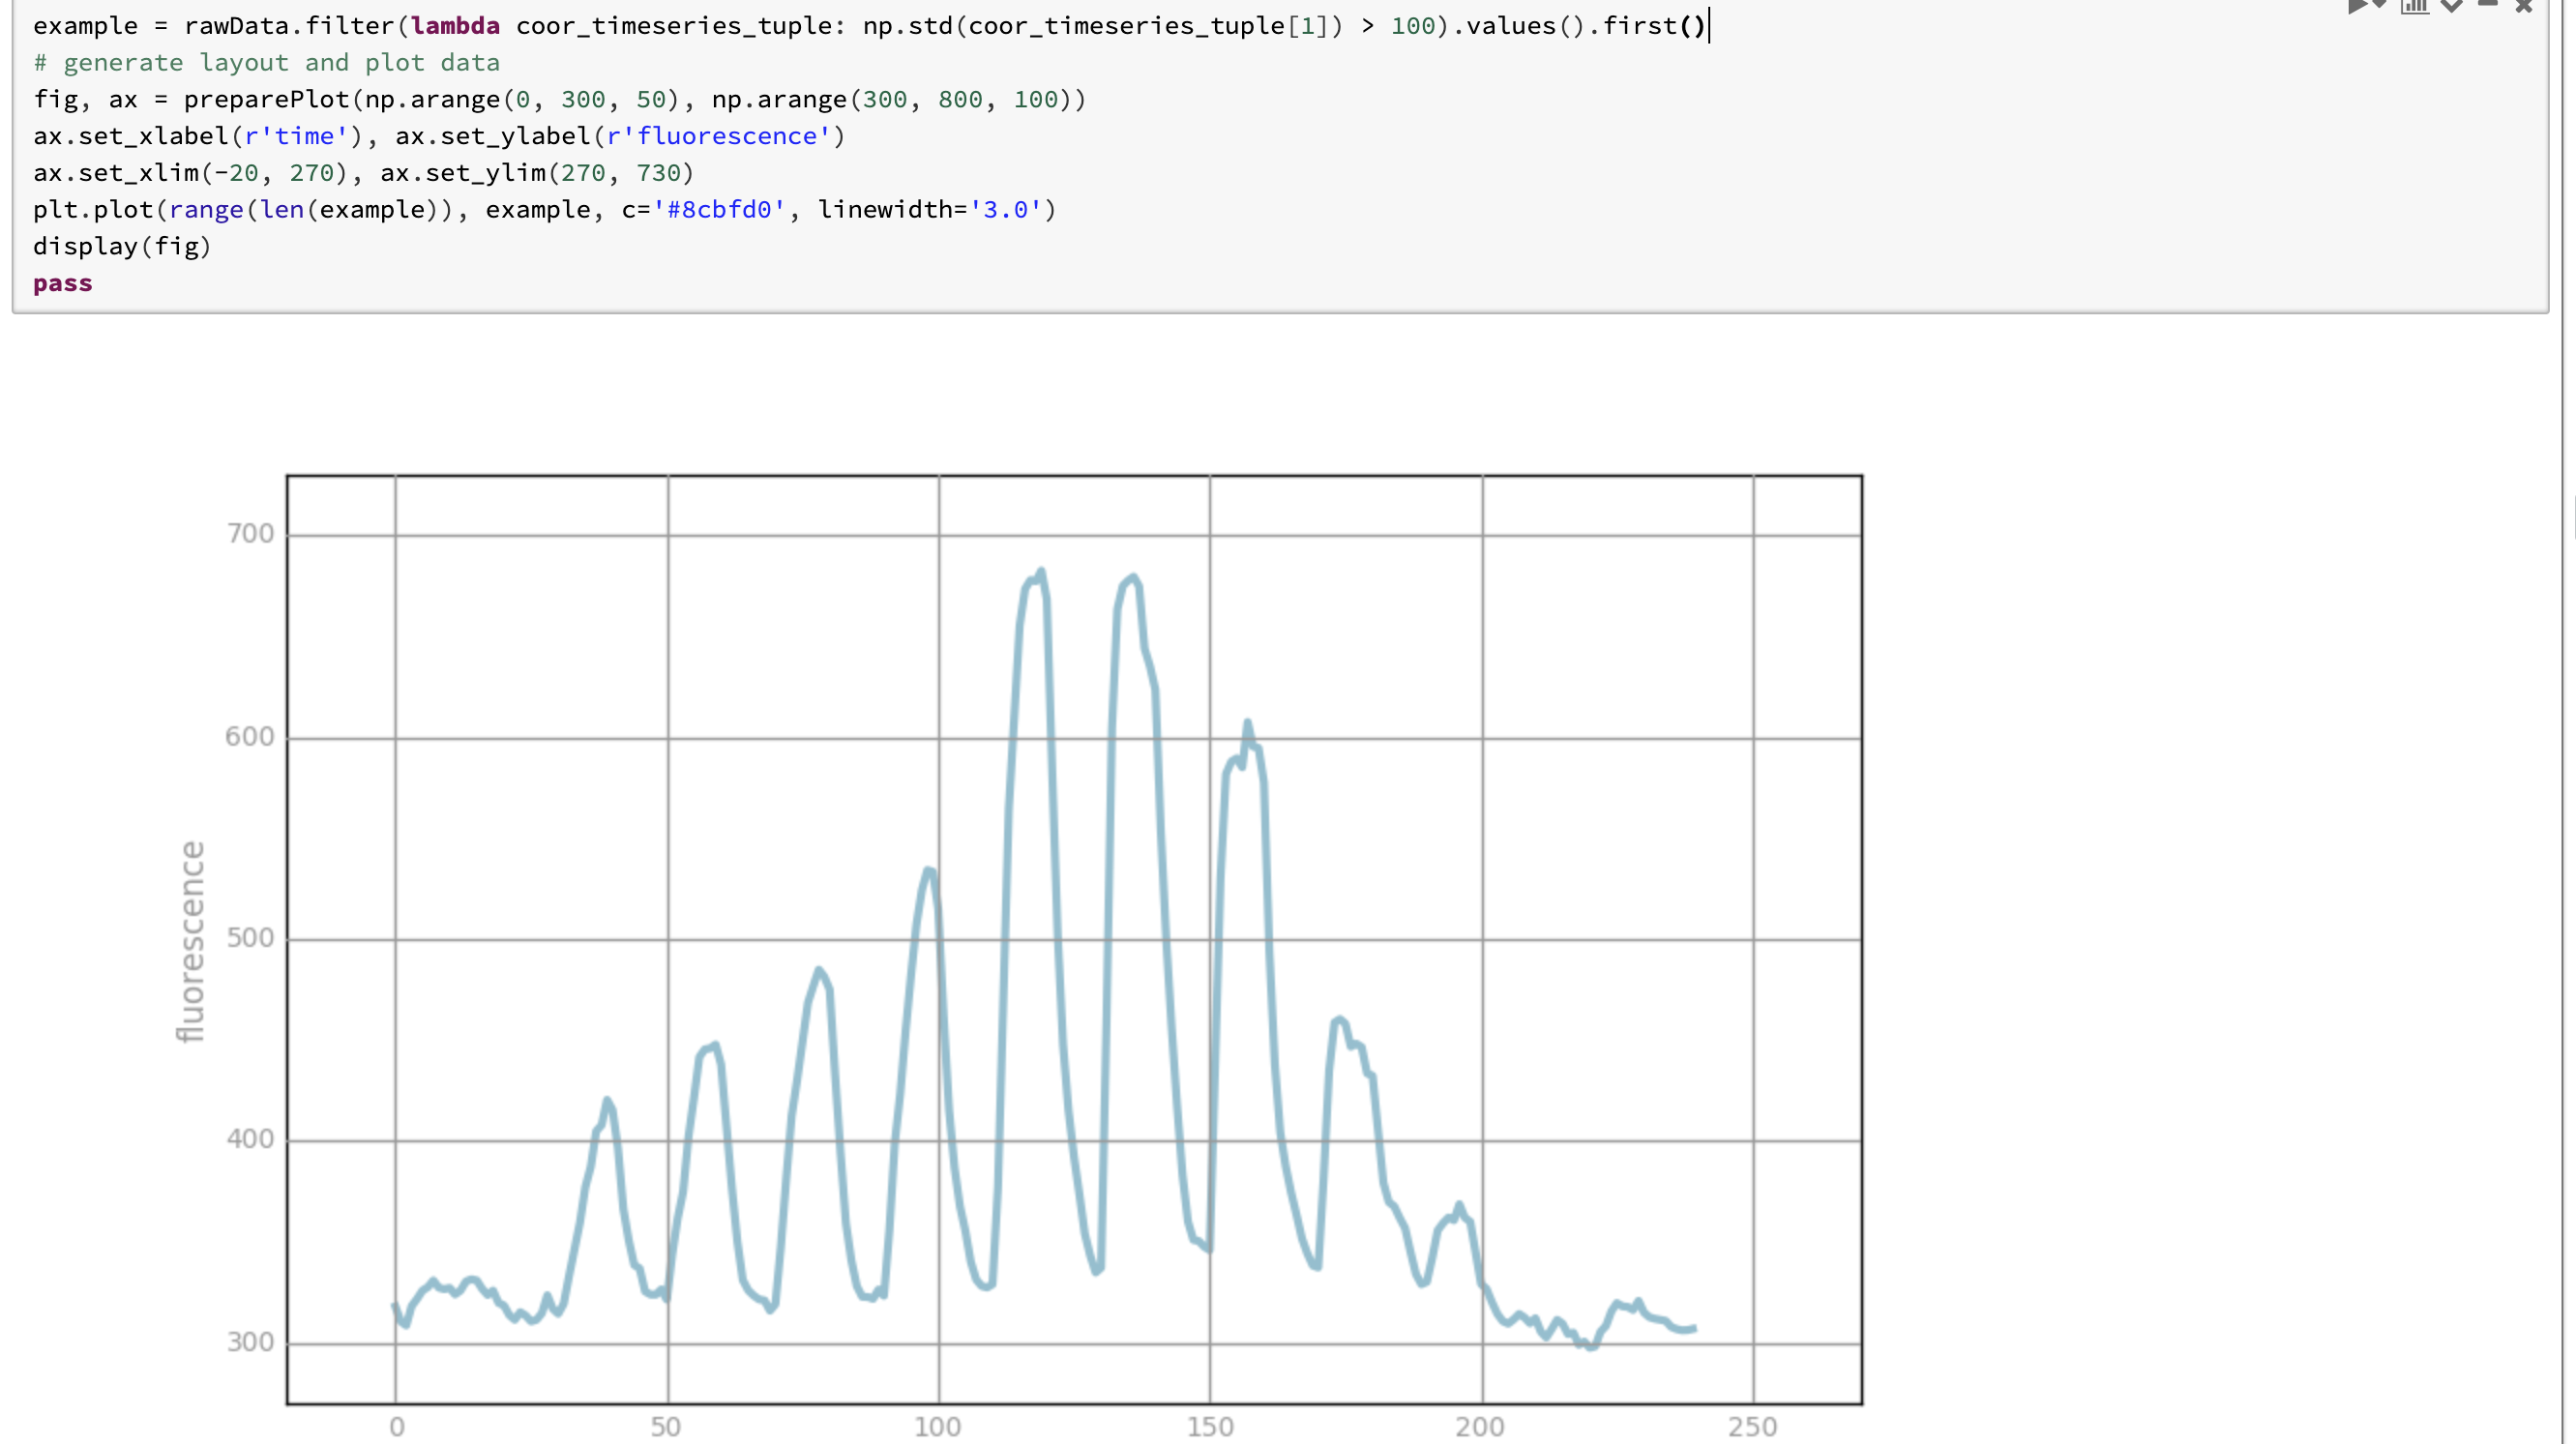 example = rawData.filter(lambda coor_timeseries_tuple: np.std(coor_timeseries_tuple[1]) > 100).values().first()
# generate layout and plot data
fig, ax = preparePlot(np.arange(0, 300, 50), np.arange(300, 800, 100))
ax.set_xlabel(r'time'), ax.set_ylabel(r'fluorescence')
ax.set_xlim(-20, 270), ax.set_ylim(270, 730)
plt.plot(range(len(example)), example, c='#8cbfd0', linewidth='3.0')
display(fig)
pass
700
600
500
fluorescence
400
300
0 50 100 150 200 250